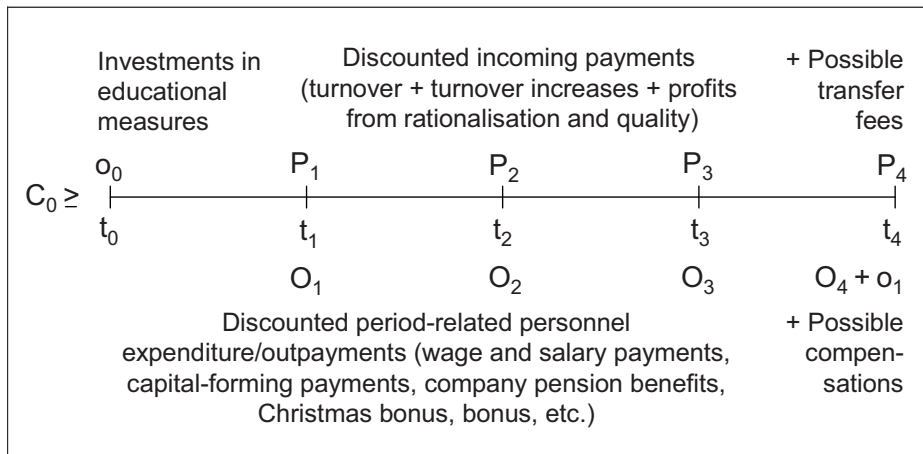 Investments in
educational
measures
Discounted incoming payments
(turnover + turnover increases + profits
from rationalisation and quality)
+ Possible
transfer
fees
o₀ P₁ P₂ P₃ P₄
C₀ ≥
t₀ t₁ t₂ t₃ t₄
O₁ O₂ O₃ O₄ + o₁
Discounted period-related personnel
expenditure/outpayments (wage and salary payments,
capital-forming payments, company pension benefits,
Christmas bonus, bonus, etc.)
+ Possible
compen-
sations